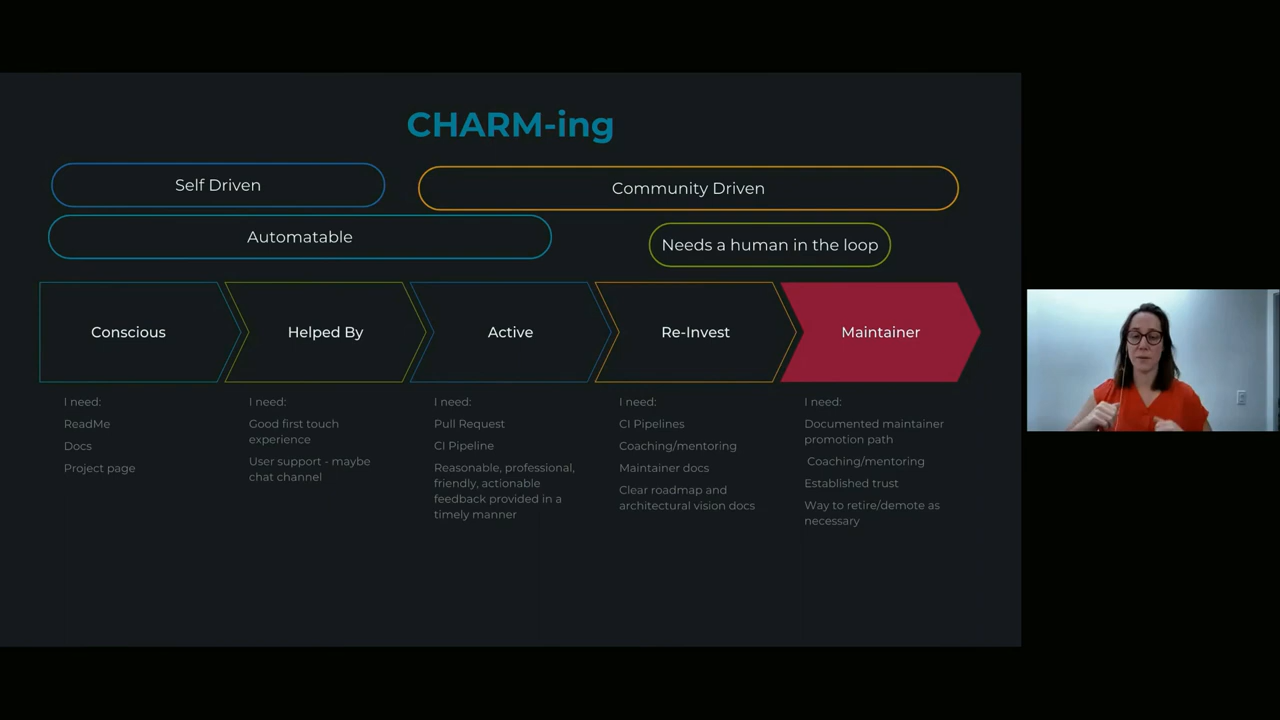 CHARM-ing
Self Driven
Community Driven
Automatable
Needs a human in the loop
Conscious
Helped By
Active
Re-Invest
Maintainer
I need:
ReadMe
Docs
Project page
I need:
Good first touch
experience
User support - maybe
chat channel
I need:
Pull Request
CI Pipeline
Reasonable, professional,
friendly, actionable
feedback provided in a
timely manner
I need:
CI Pipelines
Coaching/mentoring
Maintainer docs
Clear roadmap and
architectural vision docs
I need:
Documented maintainer
promotion path
Coaching/mentoring
Established trust
Way to retire/demote as
necessary